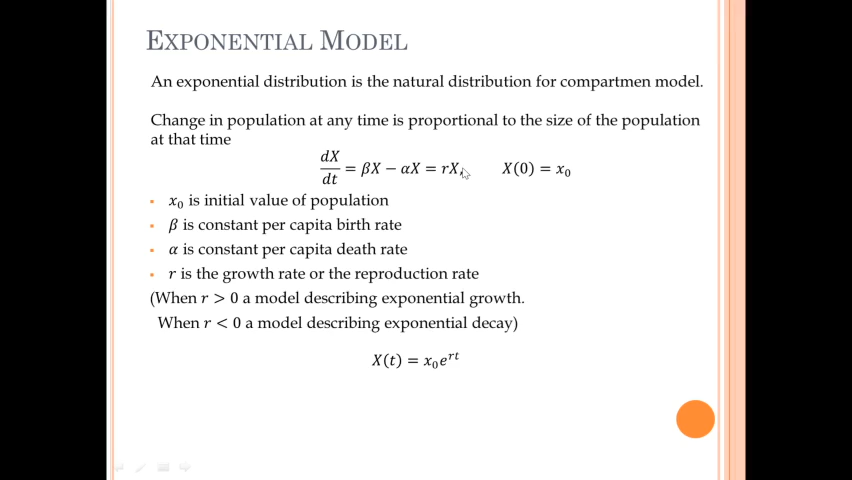 EXPONENTIAL MODEL
An exponential distribution is the natural distribution for compartmen model.
Change in population at any time is proportional to the size of the population
at that time
dX/dt = βX − αX = rX, X(0) = x₀
• x₀ is initial value of population
• β is constant per capita birth rate
• α is constant per capita death rate
• r is the growth rate or the reproduction rate
(When r > 0 a model describing exponential growth.
When r < 0 a model describing exponential decay)
X(t) = x₀eʳᵗ